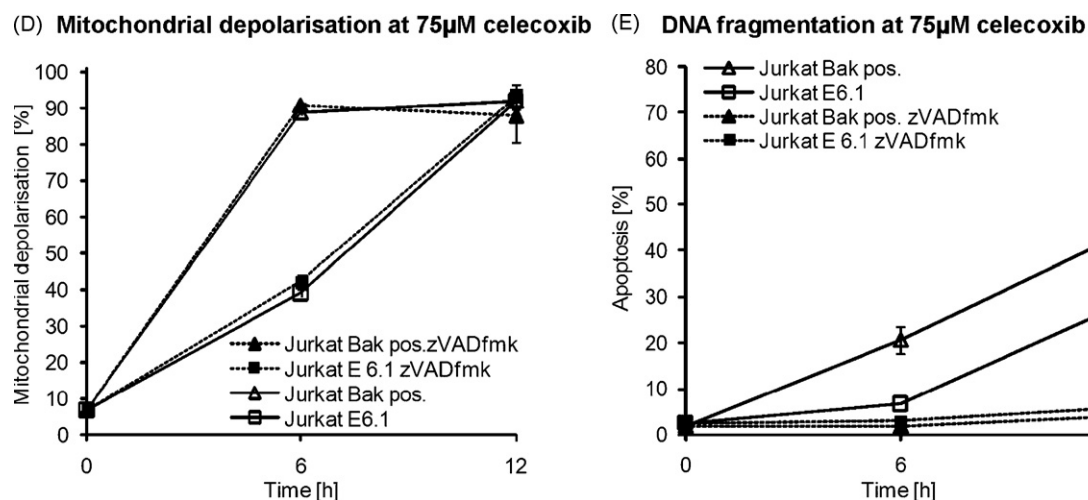 (D) Mitochondrial depolarisation at 75µM celecoxib
Mitochondrial depolarisation [%]
100
90
80
70
60
50
40
30
20
10
0
Jurkat Bak pos.zVADfmk
Jurkat E 6.1 zVADfmk
Jurkat Bak pos.
Jurkat E6.1
0
6
12
Time [h]
(E) DNA fragmentation at 75µM celecoxib
Apoptosis [%]
80
70
60
50
40
30
20
10
0
Jurkat Bak pos.
Jurkat E6.1
Jurkat Bak pos. zVADfmk
Jurkat E 6.1 zVADfmk
0
6
Time [h]